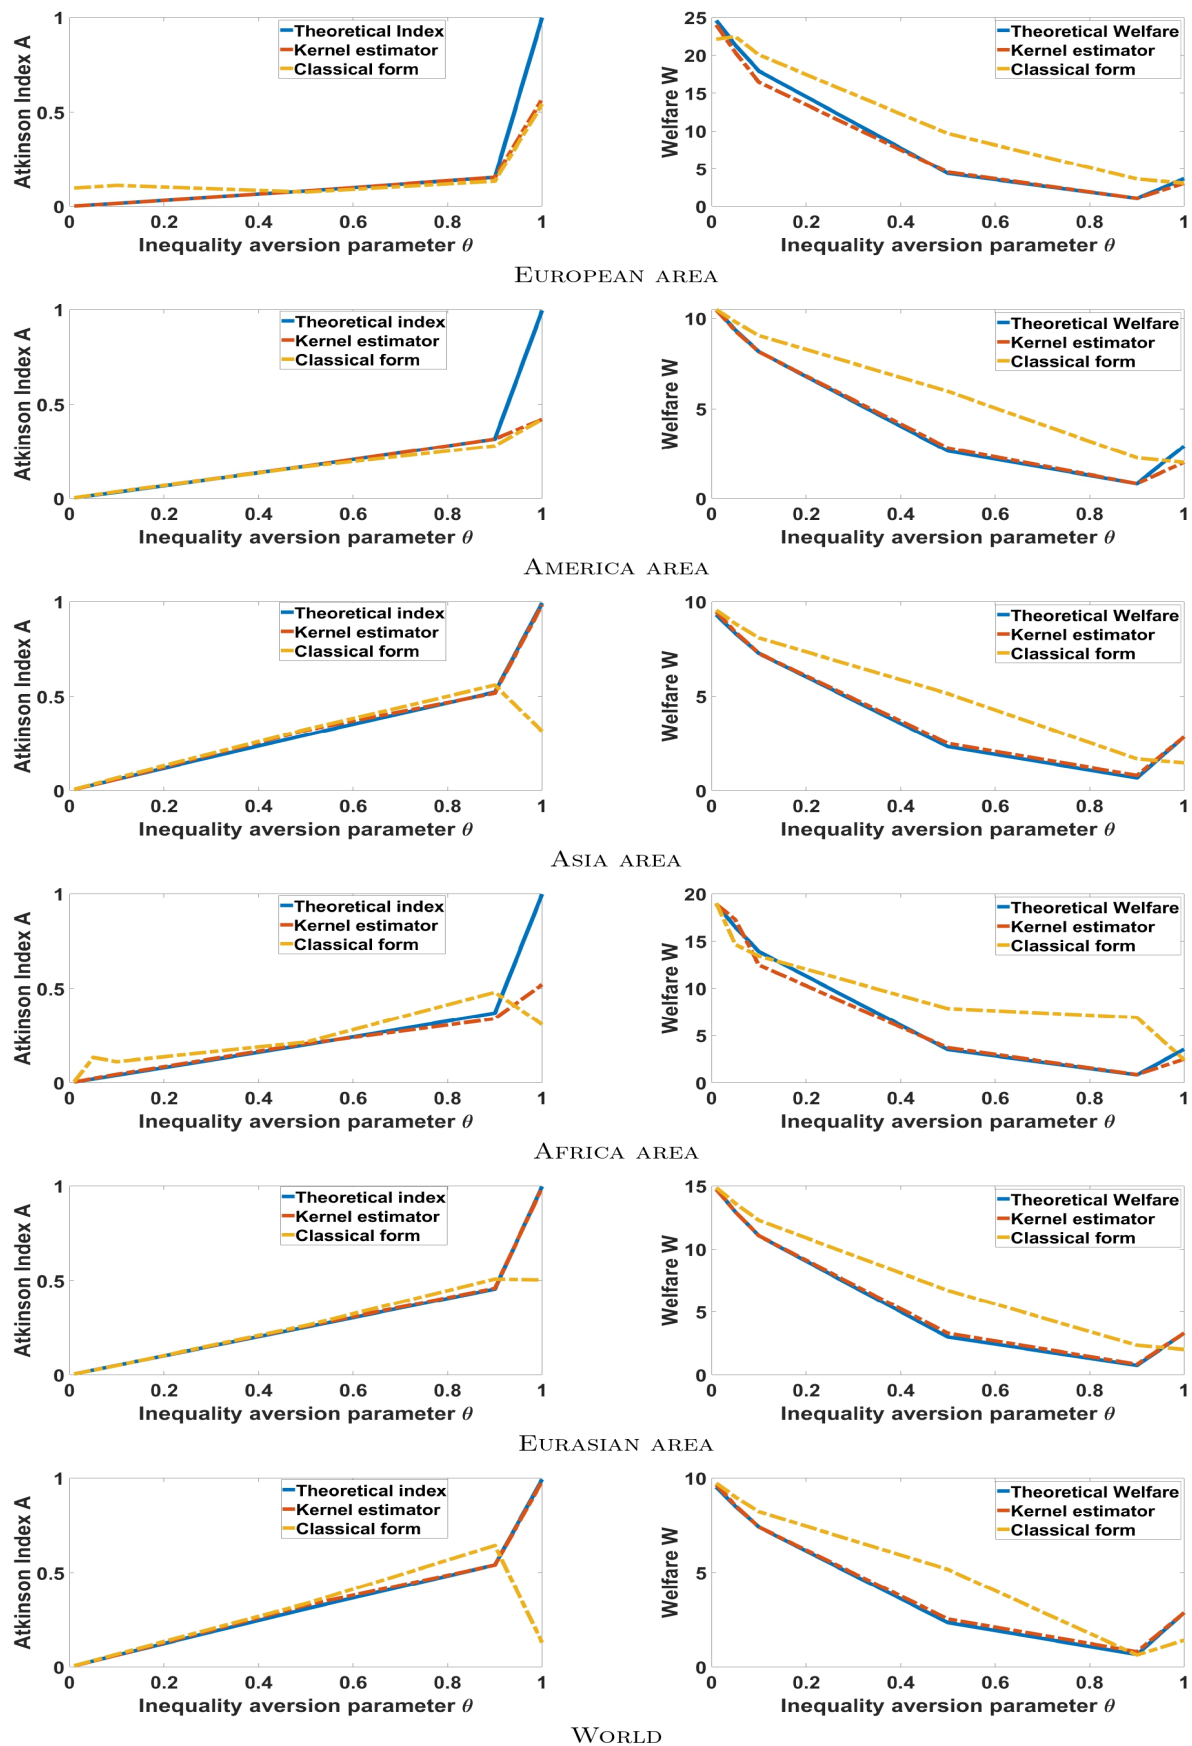 Atkinson Index A
1
0.5
0
Theoretical Index
Kernel estimator
Classical form
0 0.2 0.4 0.6 0.8 1
Inequality aversion parameter θ
Welfare W
25
20
15
10
5
0
Theoretical Welfare
Kernel estimator
Classical form
0 0.2 0.4 0.6 0.8 1
Inequality aversion parameter θ
European area
Atkinson Index A
1
0.5
0
Theoretical index
Kernel estimator
Classical form
0 0.2 0.4 0.6 0.8 1
Inequality aversion parameter θ
Welfare W
10
5
0
Theoretical Welfare
Kernel estimator
Classical form
0 0.2 0.4 0.6 0.8 1
Inequality aversion parameter θ
America area
Atkinson Index A
1
0.5
0
Theoretical index
Kernel estimator
Classical form
0 0.2 0.4 0.6 0.8 1
Inequality aversion parameter θ
Welfare W
10
5
0
Theoretical Welfare
Kernel estimator
Classical form
0 0.2 0.4 0.6 0.8 1
Inequality aversion parameter θ
Asia area
Atkinson Index A
1
0.5
0
Theoretical index
Kernel estimator
Classical form
0 0.2 0.4 0.6 0.8 1
Inequality aversion parameter θ
Welfare W
20
15
10
5
0
Theoretical Welfare
Kernel estimator
Classical form
0 0.2 0.4 0.6 0.8 1
Inequality aversion parameter θ
Africa area
Atkinson Index A
1
0.5
0
Theoretical index
Kernel estimator
Classical form
0 0.2 0.4 0.6 0.8 1
Inequality aversion parameter θ
Welfare W
15
10
5
0
Theoretical Welfare
Kernel estimator
Classical form
0 0.2 0.4 0.6 0.8 1
Inequality aversion parameter θ
Eurasian area
Atkinson Index A
1
0.5
0
Theoretical index
Kernel estimator
Classical form
0 0.2 0.4 0.6 0.8 1
Inequality aversion parameter θ
Welfare W
10
5
0
Theoretical Welfare
Kernel estimator
Classical form
0 0.2 0.4 0.6 0.8 1
Inequality aversion parameter θ
World